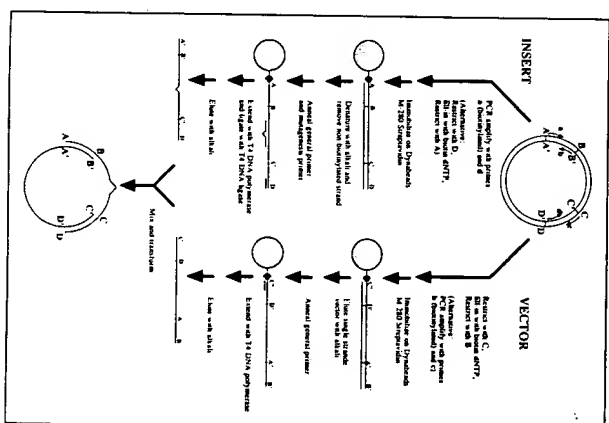 INSERT
PCR amplify with primers
a (biotinylated) and d
(Alternative:
Restrict with D,
fill-in with biotin dNTP,
Restrict with A)
Immobilize on Dynabeads
M-280 Streptavidin
Denature with alkali and
remove non biotinylated strand
Anneal general primer
and mutagenesis primer
Extend with T4 DNA polymerase
and ligate with T4 DNA ligase
Elute with alkali
A
B
C
D
A'
B'
C'
D'
VECTOR
Restrict with C,
fill-in with biotin dNTP,
Restrict with B
(Alternative:
PCR amplify with primers
b (biotinylated) and c)
Immobilize on Dynabeads
M-280 Streptavidin
Elute single strand
vector with alkali
Anneal general primer
Extend with T4 DNA polymerase
Elute with alkali
Mix and transform
A
A'
B
B'
C
C'
D
D'